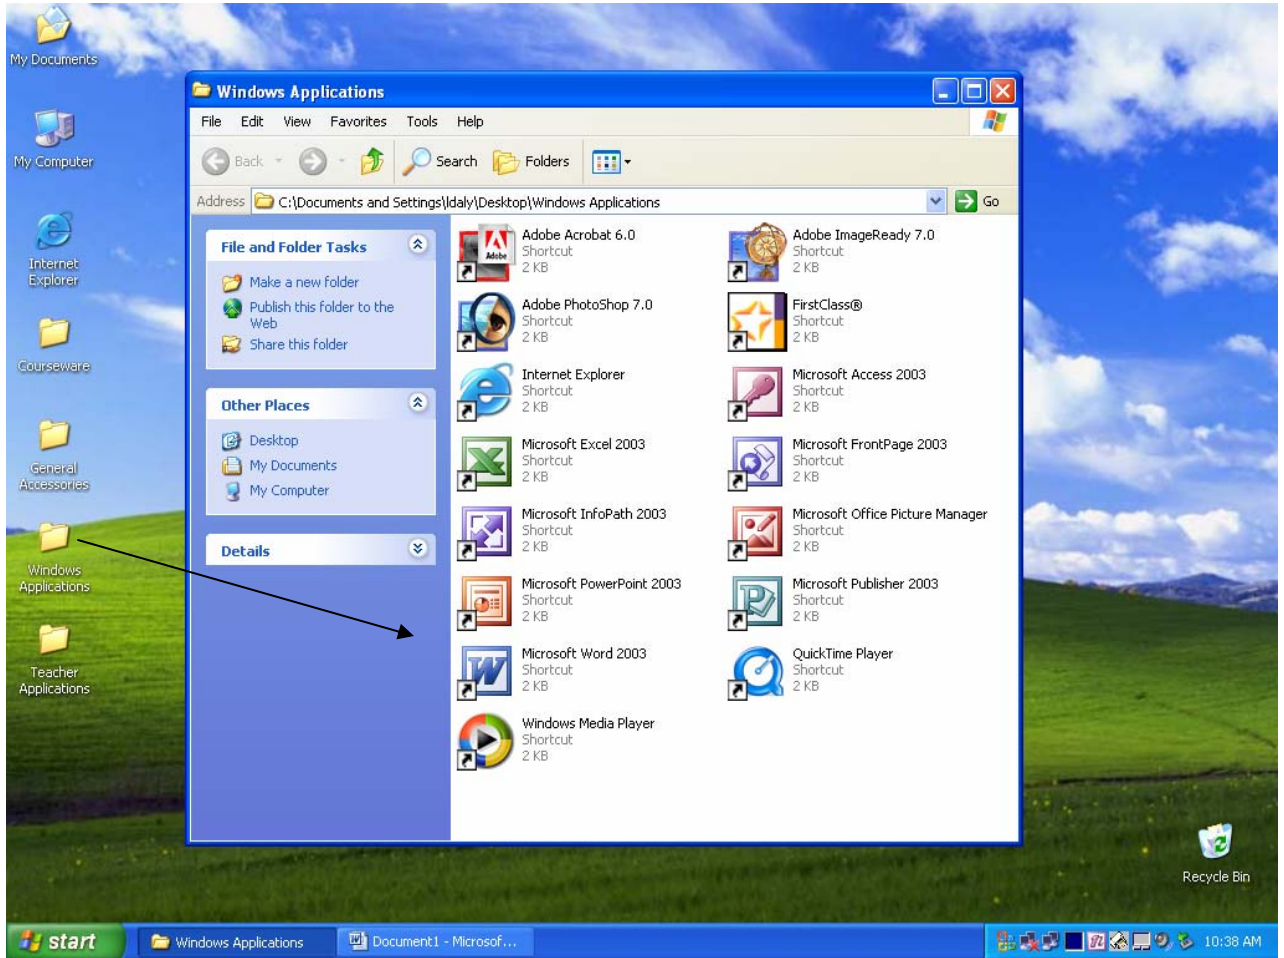 My Documents
My Computer
Internet
Explorer
Courseware
General
Accessories
Windows
Applications
Teacher
Applications
Windows Applications
File Edit View Favorites Tools Help
Back Search Folders
Address C:\Documents and Settings\ldaly\Desktop\Windows Applications Go
File and Folder Tasks
Make a new folder
Publish this folder to the
Web
Share this folder
Other Places
Desktop
My Documents
My Computer
Details
Adobe Acrobat 6.0
Shortcut
2 KB
Adobe
Adobe ImageReady 7.0
Shortcut
2 KB
Adobe PhotoShop 7.0
Shortcut
2 KB
FirstClass®
Shortcut
2 KB
Internet Explorer
Shortcut
2 KB
Microsoft Access 2003
Shortcut
2 KB
Microsoft Excel 2003
Shortcut
2 KB
Microsoft FrontPage 2003
Shortcut
2 KB
Microsoft InfoPath 2003
Shortcut
2 KB
Microsoft Office Picture Manager
Shortcut
2 KB
Microsoft PowerPoint 2003
Shortcut
2 KB
Microsoft Publisher 2003
Shortcut
2 KB
Microsoft Word 2003
Shortcut
2 KB
QuickTime Player
Shortcut
2 KB
Windows Media Player
Shortcut
2 KB
Recycle Bin
start Windows Applications Document1 - Microsof... 10:38 AM